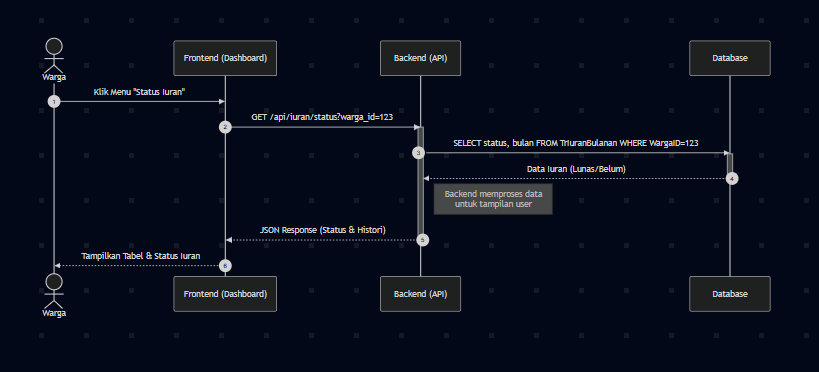 Warga
Frontend (Dashboard)
Backend (API)
Database
Klik Menu "Status Iuran"
1
2
GET /api/iuran/status?warga_id=123
3
SELECT status, bulan FROM TrIuranBulanan WHERE WargaID=123
Data Iuran (Lunas/Belum)
4
Backend memproses data
untuk tampilan user
JSON Response (Status & Histori)
5
Tampilkan Tabel & Status Iuran
6
Warga
Frontend (Dashboard)
Backend (API)
Database